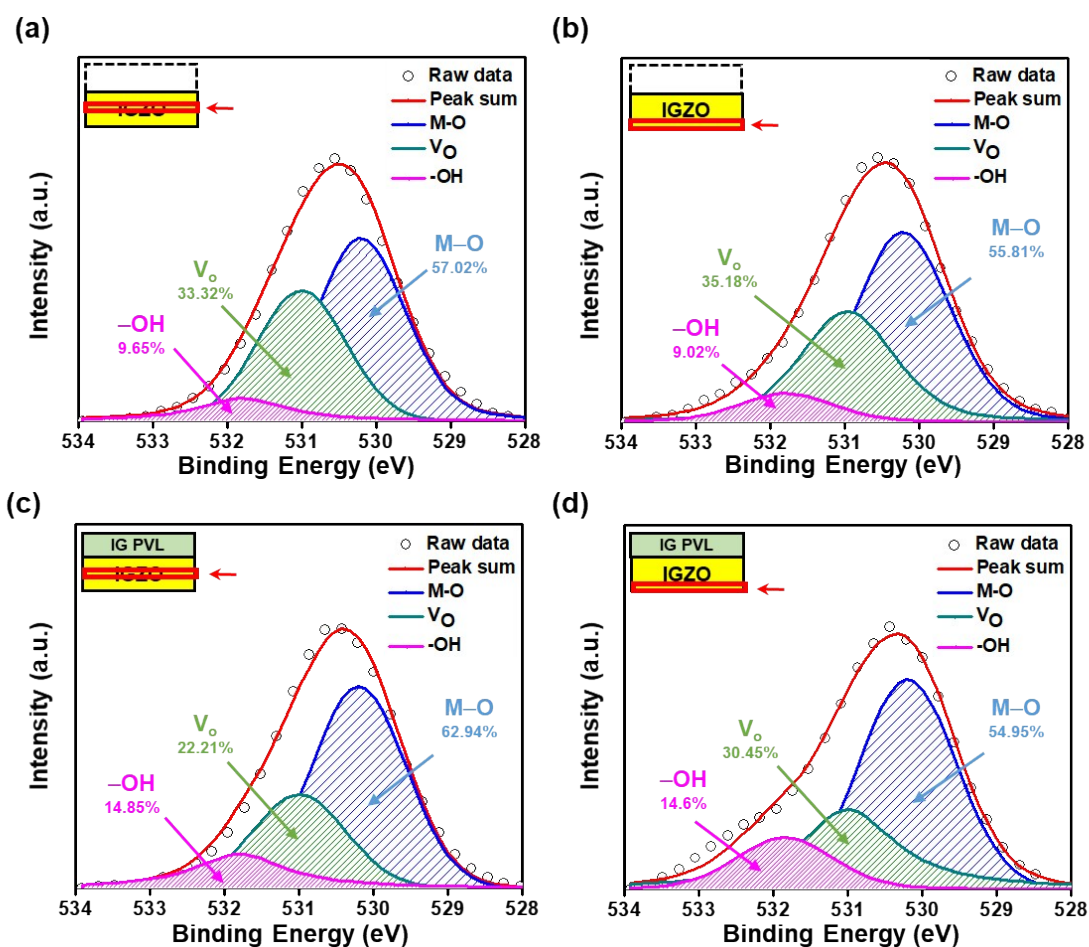 (a)
IGZO
Raw data
Peak sum
M-O
VO
-OH
M–O
57.02%
Vo
33.32%
–OH
9.65%
Intensity (a.u.)
534 533 532 531 530 529 528
Binding Energy (eV)
(b)
IGZO
Raw data
Peak sum
M-O
VO
-OH
M–O
55.81%
Vo
35.18%
–OH
9.02%
Intensity (a.u.)
534 533 532 531 530 529 528
Binding Energy (eV)
(c)
IG PVL
IGZO
Raw data
Peak sum
M-O
VO
-OH
M–O
62.94%
Vo
22.21%
–OH
14.85%
Intensity (a.u.)
534 533 532 531 530 529 528
Binding Energy (eV)
(d)
IG PVL
IGZO
Raw data
Peak sum
M-O
VO
-OH
M–O
54.95%
Vo
30.45%
–OH
14.6%
Intensity (a.u.)
534 533 532 531 530 529 528
Binding Energy (eV)